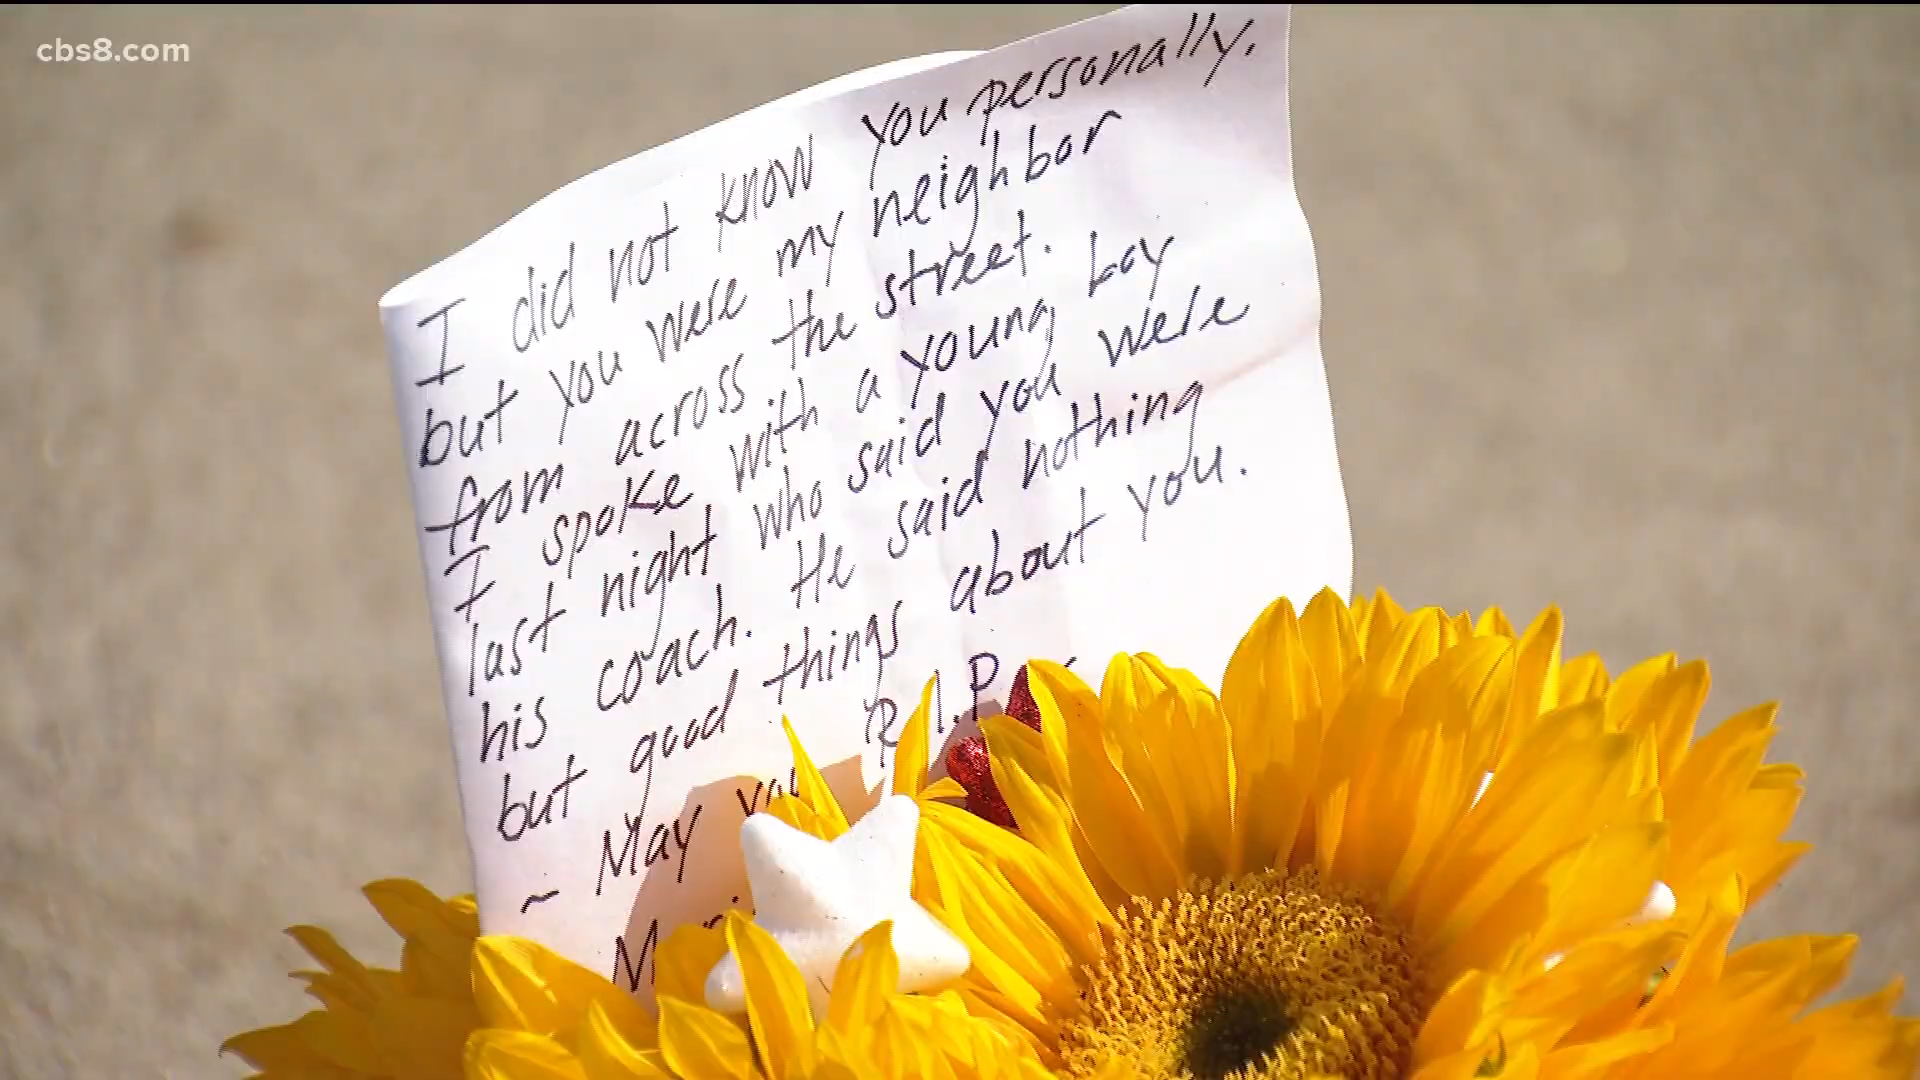 cbs8.com
I did not know you personally,
but you were my neighbor
from across the street.
I spoke with a young boy
last night who said you were
his coach. He said nothing
but good things about you.
~ May you R.I.P.